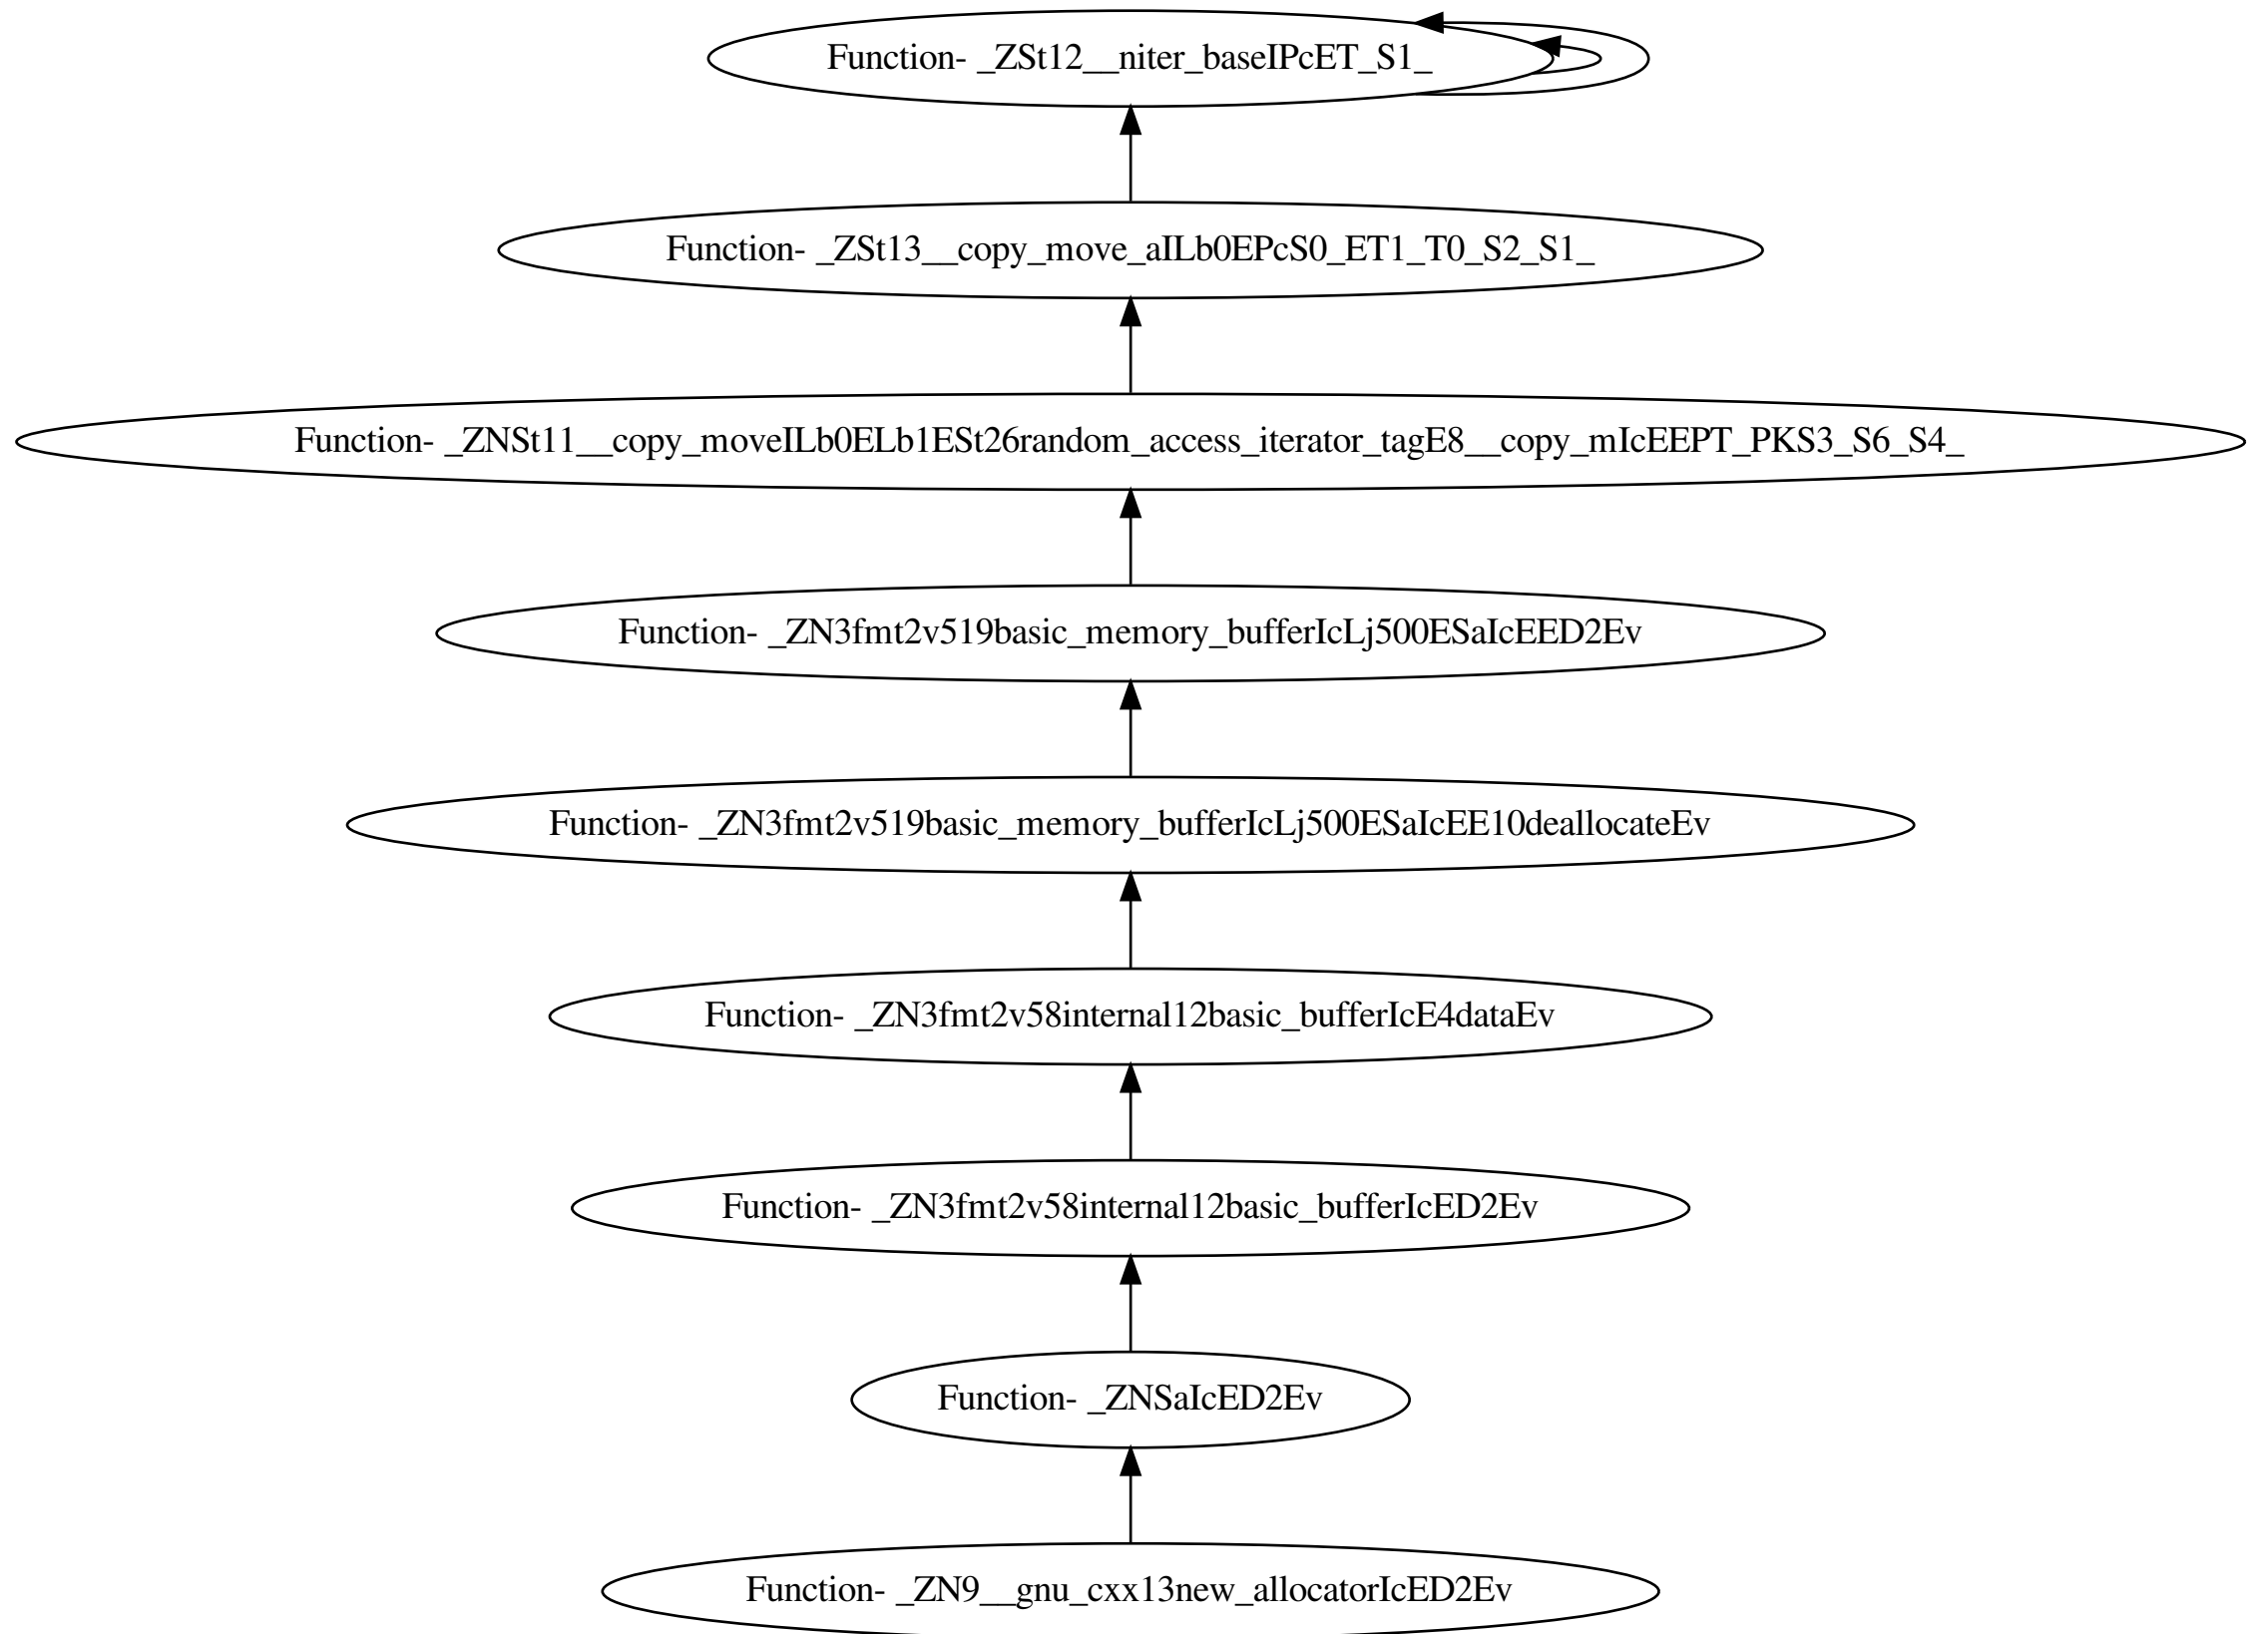 Function- _ZSt12__niter_baseIPcET_S1_
Function- _ZSt13__copy_move_aILb0EPcS0_ET1_T0_S2_S1_
Function- _ZNSt11__copy_moveILb0ELb1ESt26random_access_iterator_tagE8__copy_mIcEEPT_PKS3_S6_S4_
Function- _ZN3fmt2v519basic_memory_bufferIcLj500ESaIcEED2Ev
Function- _ZN3fmt2v519basic_memory_bufferIcLj500ESaIcEE10deallocateEv
Function- _ZN3fmt2v58internal12basic_bufferIcE4dataEv
Function- _ZN3fmt2v58internal12basic_bufferIcED2Ev
Function- _ZNSaIcED2Ev
Function- _ZN9__gnu_cxx13new_allocatorIcED2Ev